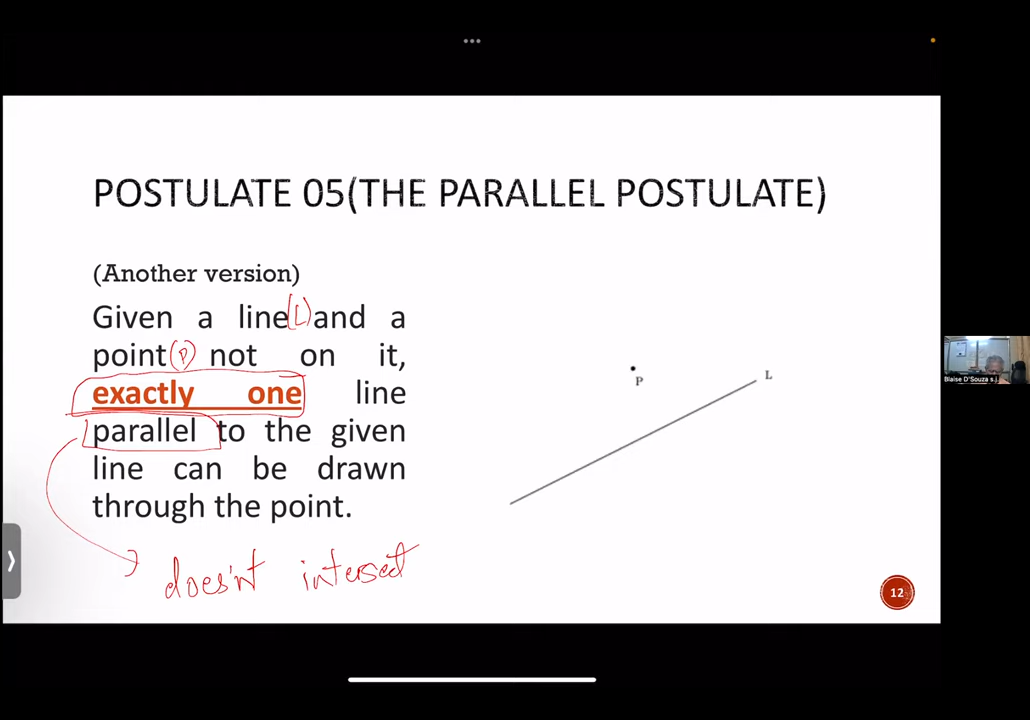 POSTULATE 05(THE PARALLEL POSTULATE)
(Another version)
Given a line (L) and a
point (P) not on it,
exactly one line
parallel to the given
line can be drawn
through the point.
doesn't intersect
P
L
12
Blaise D'Souza s.j.